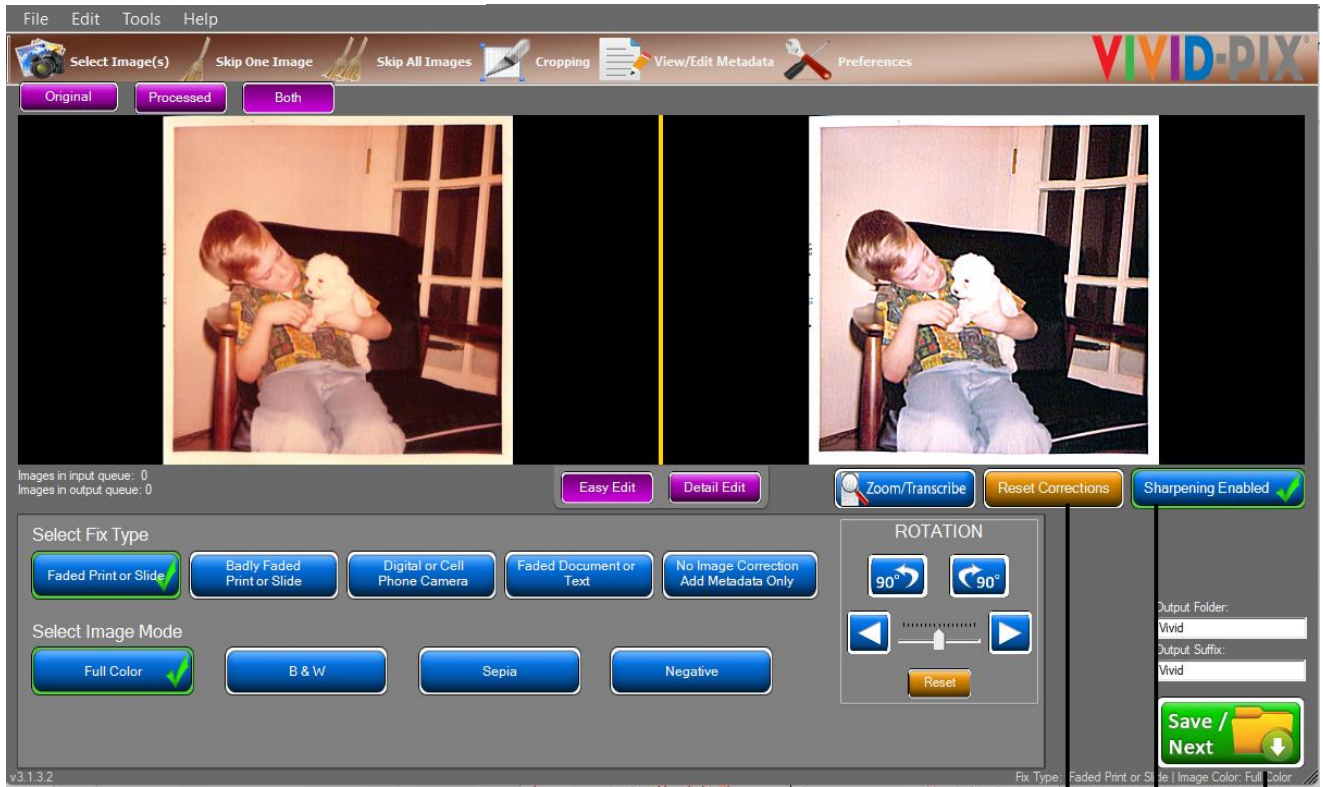 File Edit Tools Help
Select Image(s) Skip One Image Skip All Images Cropping View/Edit Metadata Preferences VIVID-PIX®
Original Processed Both
Images in input queue: 0
Images in output queue: 0
Easy Edit Detail Edit Zoom/Transcribe Reset Corrections Sharpening Enabled
Select Fix Type
Faded Print or Slide
Badly Faded
Print or Slide
Digital or Cell
Phone Camera
Faded Document or
Text
No Image Correction
Add Metadata Only
ROTATION
90° 90°
Reset
Select Image Mode
Full Color B & W Sepia Negative
Output Folder:
Vivid
Output Suffix:
Vivid
Save /
Next
v3.1.3.2 Fix Type: Faded Print or Slide | Image Color: Full Color